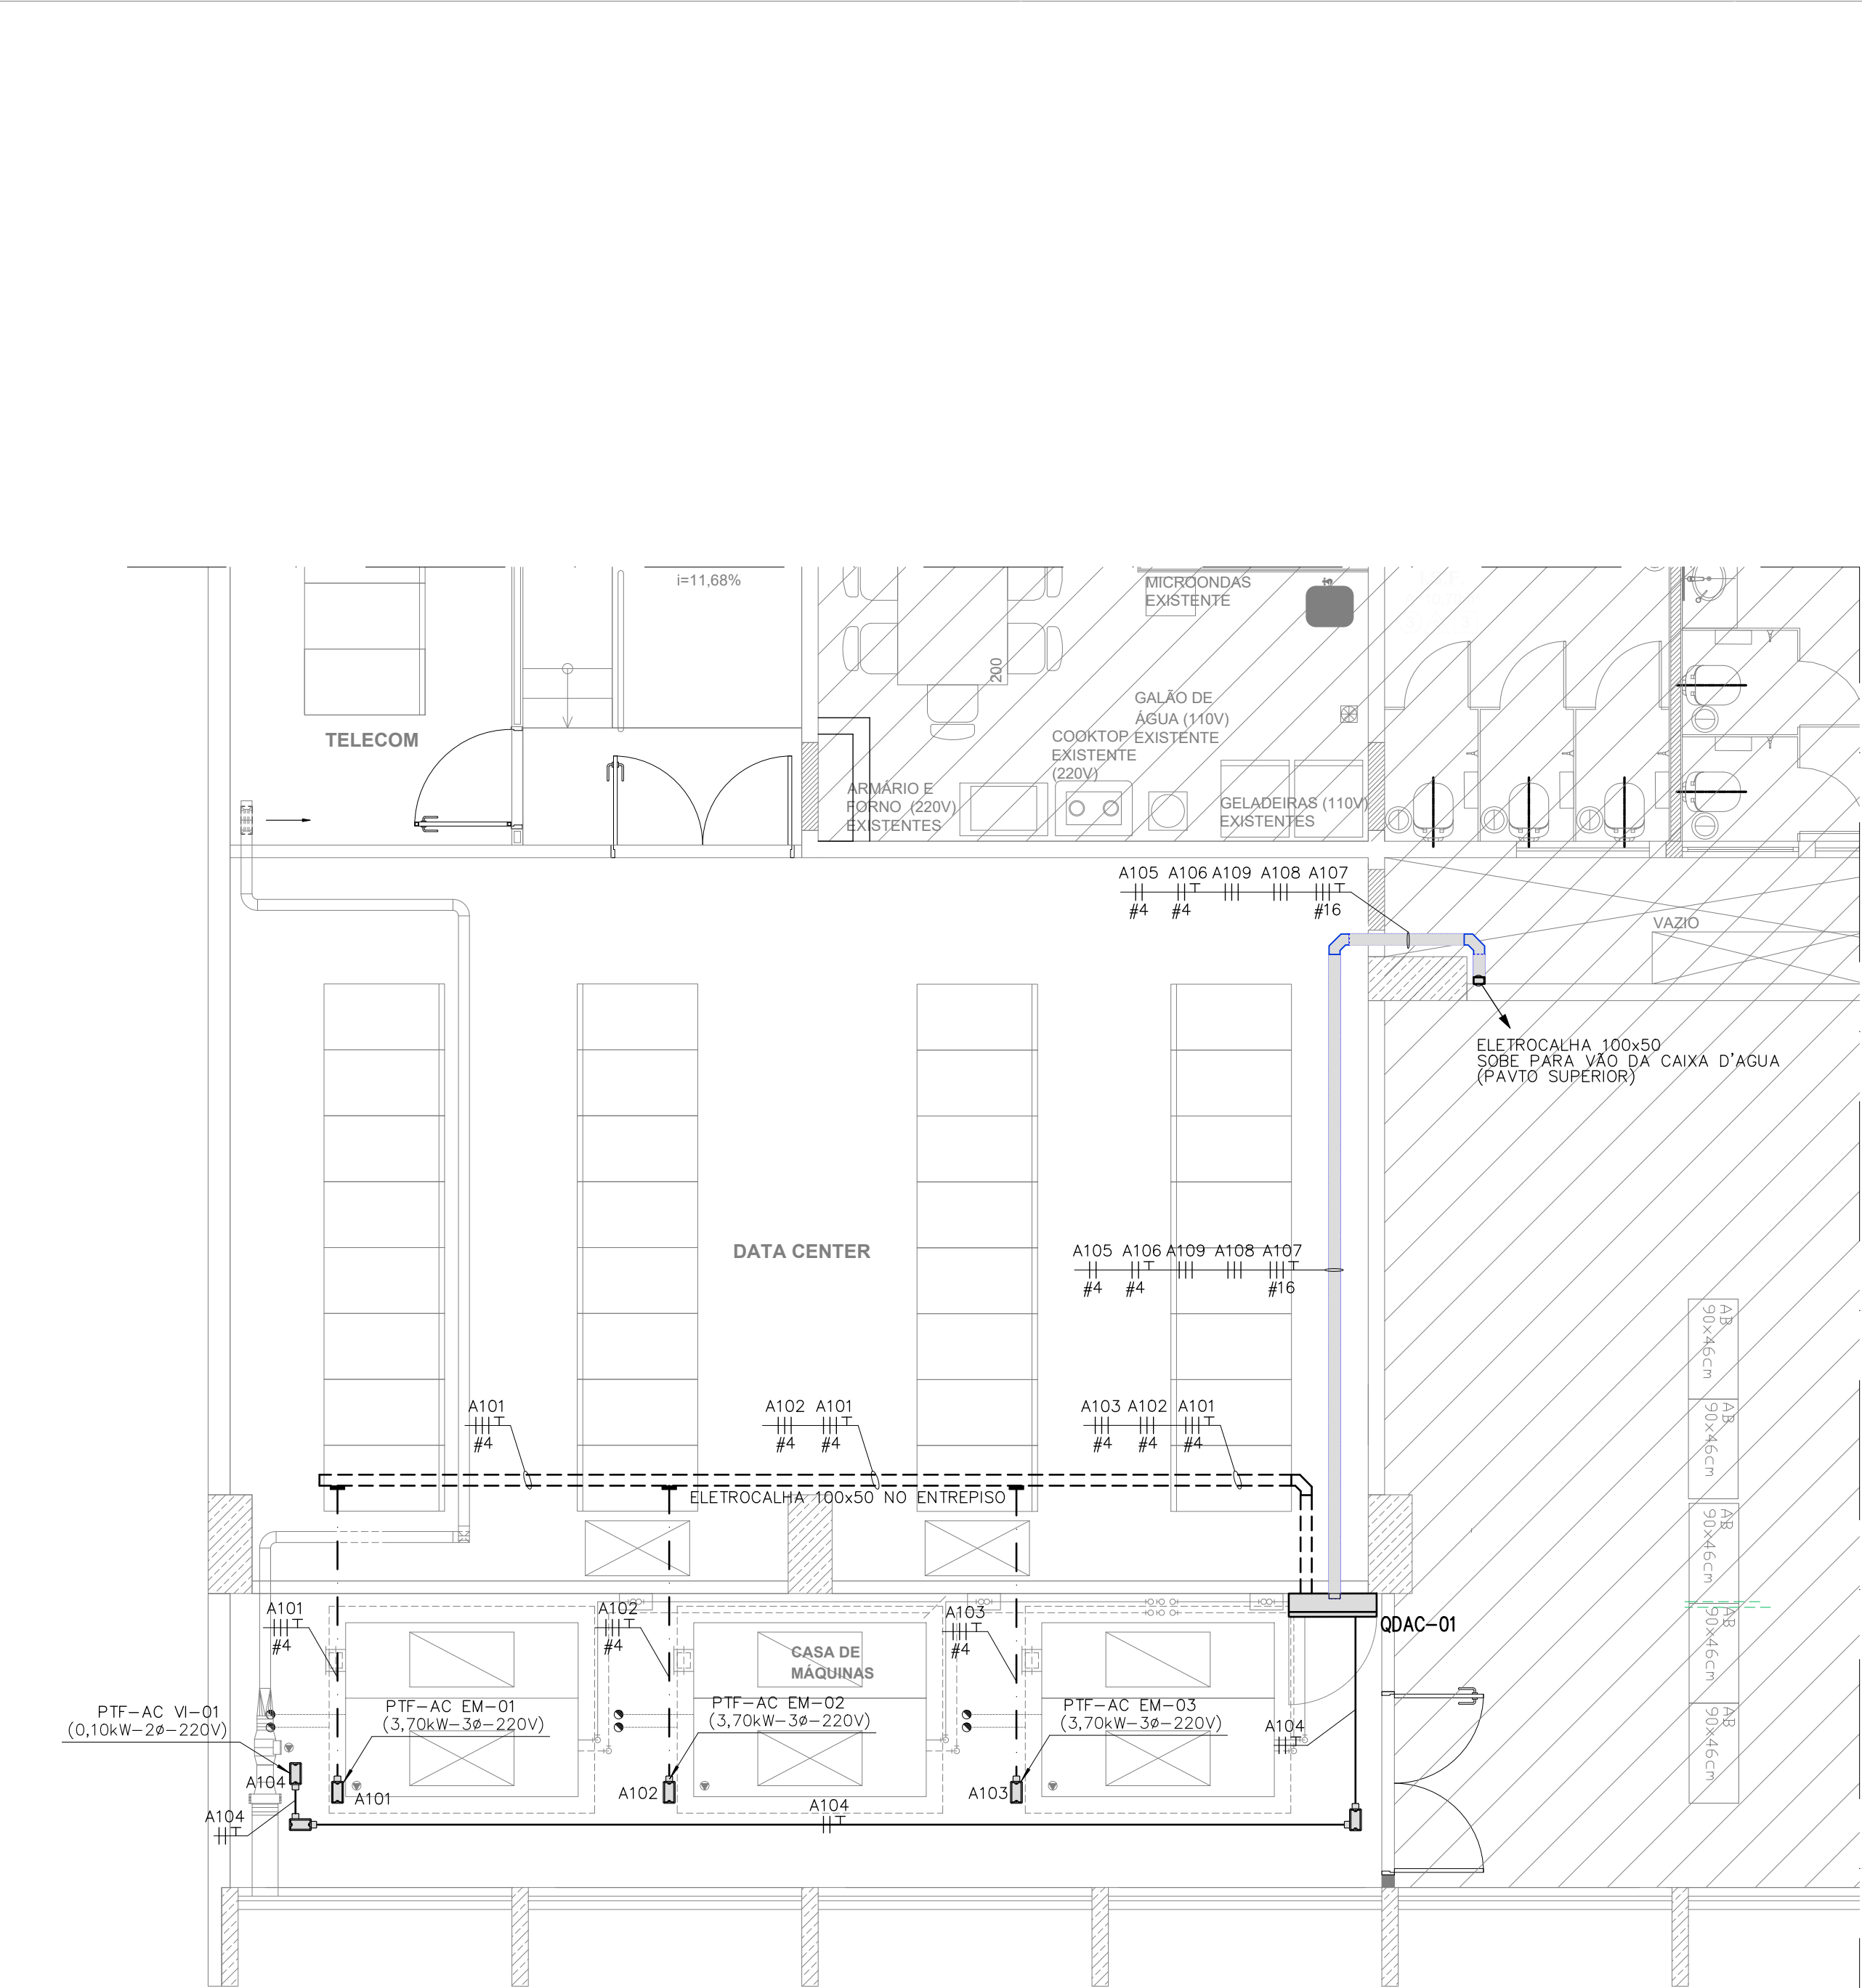 i=11,68%
MICROONDAS
EXISTENTE
200
TELECOM
GALÃO DE
ÁGUA (110V)
EXISTENTE
COOKTOP
EXISTENTE
(220V)
ARMÁRIO E
FORNO (220V)
EXISTENTES
GELADEIRAS (110V)
EXISTENTES
A105 A106 A109 A108 A107
#4 #4 #16
VAZIO
ELETROCALHA 100x50
SOBE PARA VÃO DA CAIXA D'AGUA
(PAVTO SUPERIOR)
DATA CENTER
A105 A106 A109 A108 A107
#4 #4 #16
AB
90x46cm
AB
90x46cm
AB
90x46cm
AB
90x46cm
AB
90x46cm
A101
#4
A102 A101
#4 #4
A103 A102 A101
#4 #4 #4
ELETROCALHA 100x50 NO ENTREPISO
A101
#4
A102
#4
A103
#4
QDAC-01
CASA DE
MÁQUINAS
PTF-AC VI-01
(0,10kW-2ø-220V)
PTF-AC EM-01
(3,70kW-3ø-220V)
PTF-AC EM-02
(3,70kW-3ø-220V)
PTF-AC EM-03
(3,70kW-3ø-220V)
A104
A104
A101
A102
A103
A104
A104